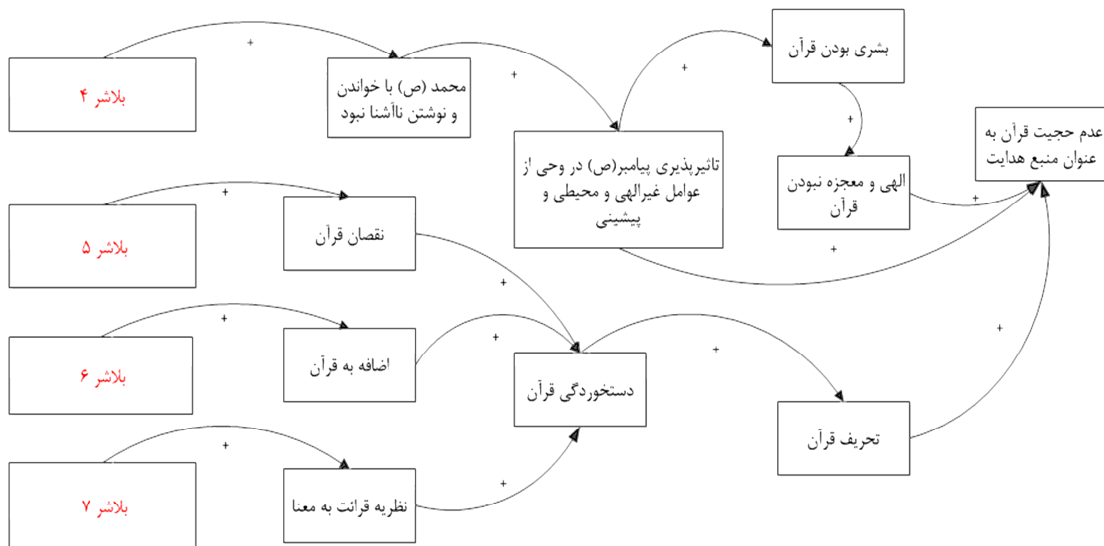 بلاشر ۴
محمد (ص) با خواندن
و نوشتن ناآشنا نبود
تاثیرپذیری پیامبر(ص) در وحی از
عوامل غیرالهی و محیطی و
پیشینی
بشری بودن قرآن
الهی و معجزه نبودن
قرآن
عدم حجیت قرآن به
عنوان منبع هدایت
بلاشر ۵
نقصان قرآن
بلاشر ۶
اضافه به قرآن
دستخوردگی قرآن
تحریف قرآن
بلاشر ۷
نظریه قرائت به معنا
+
+
+
+
+
+
+
+
+
+
+
+
+
+